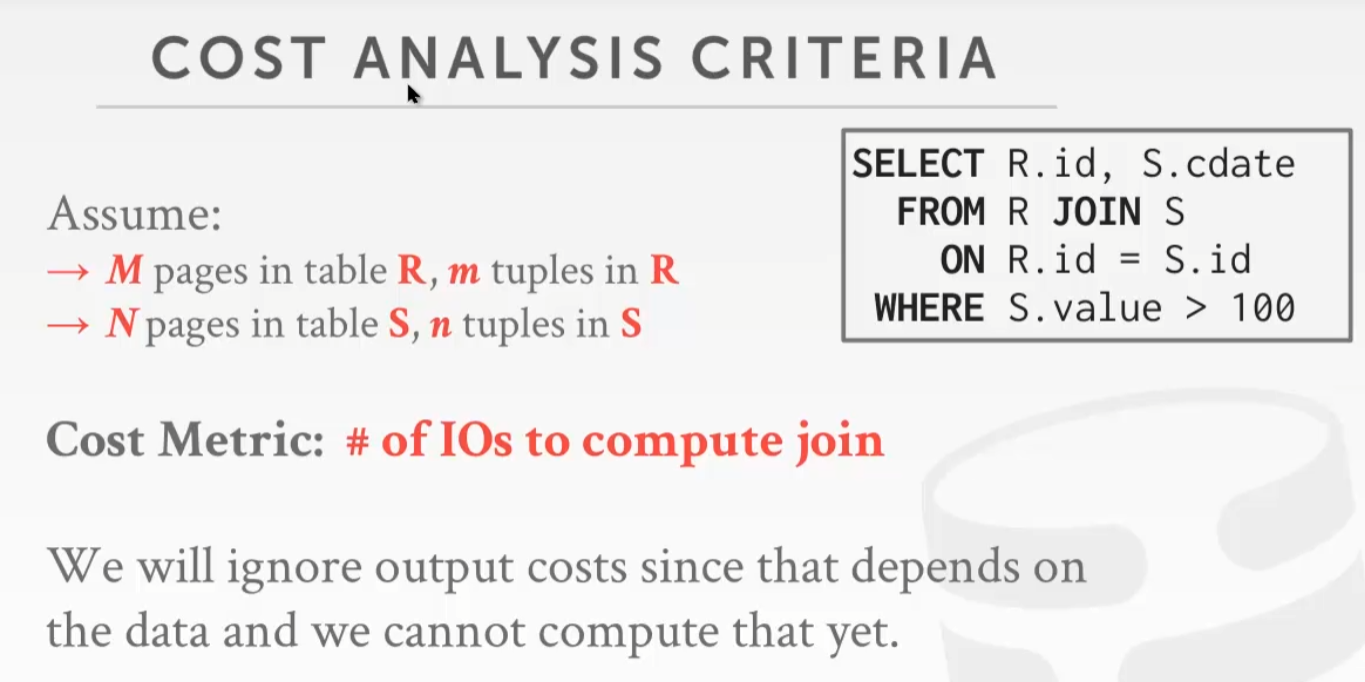 COST ANALYSIS CRITERIA
Assume:
→ M pages in table R, m tuples in R
→ N pages in table S, n tuples in S
SELECT R.id, S.cdate
FROM R JOIN S
ON R.id = S.id
WHERE S.value > 100
Cost Metric: # of IOs to compute join
We will ignore output costs since that depends on
the data and we cannot compute that yet.